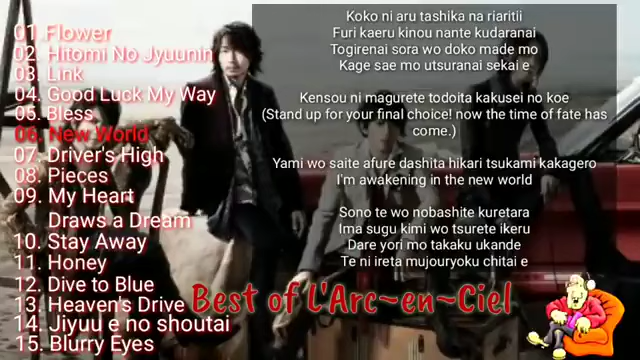 01.Flower
02. Hitomi No Jyuunin
03. Link
04. Good Luck My Way
05. Bless
06. New World
07. Driver's High
08. Pieces
09. My Heart
Draws a Dream
10. Stay Away
11. Honey
12. Dive to Blue
13. Heaven's Drive
14. Jiyuu e no shoutai
15. Blurry Eyes
Koko ni aru tashika na riaritii
Furi kaeru kinou nante kudaranai
Togirenai sora wo doko made mo
Kage sae mo utsuranai sekai e
Kensou ni magurete todoita kakusei no koe
(Stand up for your final choice! now the time of fate has
come.)
Yami wo saite afure dashita hikari tsukami kakagero
I'm awakening in the new world
Sono te wo nobashite kuretara
Ima sugu kimi wo tsurete ikeru
Dare yori mo takaku ukande
Te ni ireta mujouryoku chitai e
Best of L'Arc~en~Ciel